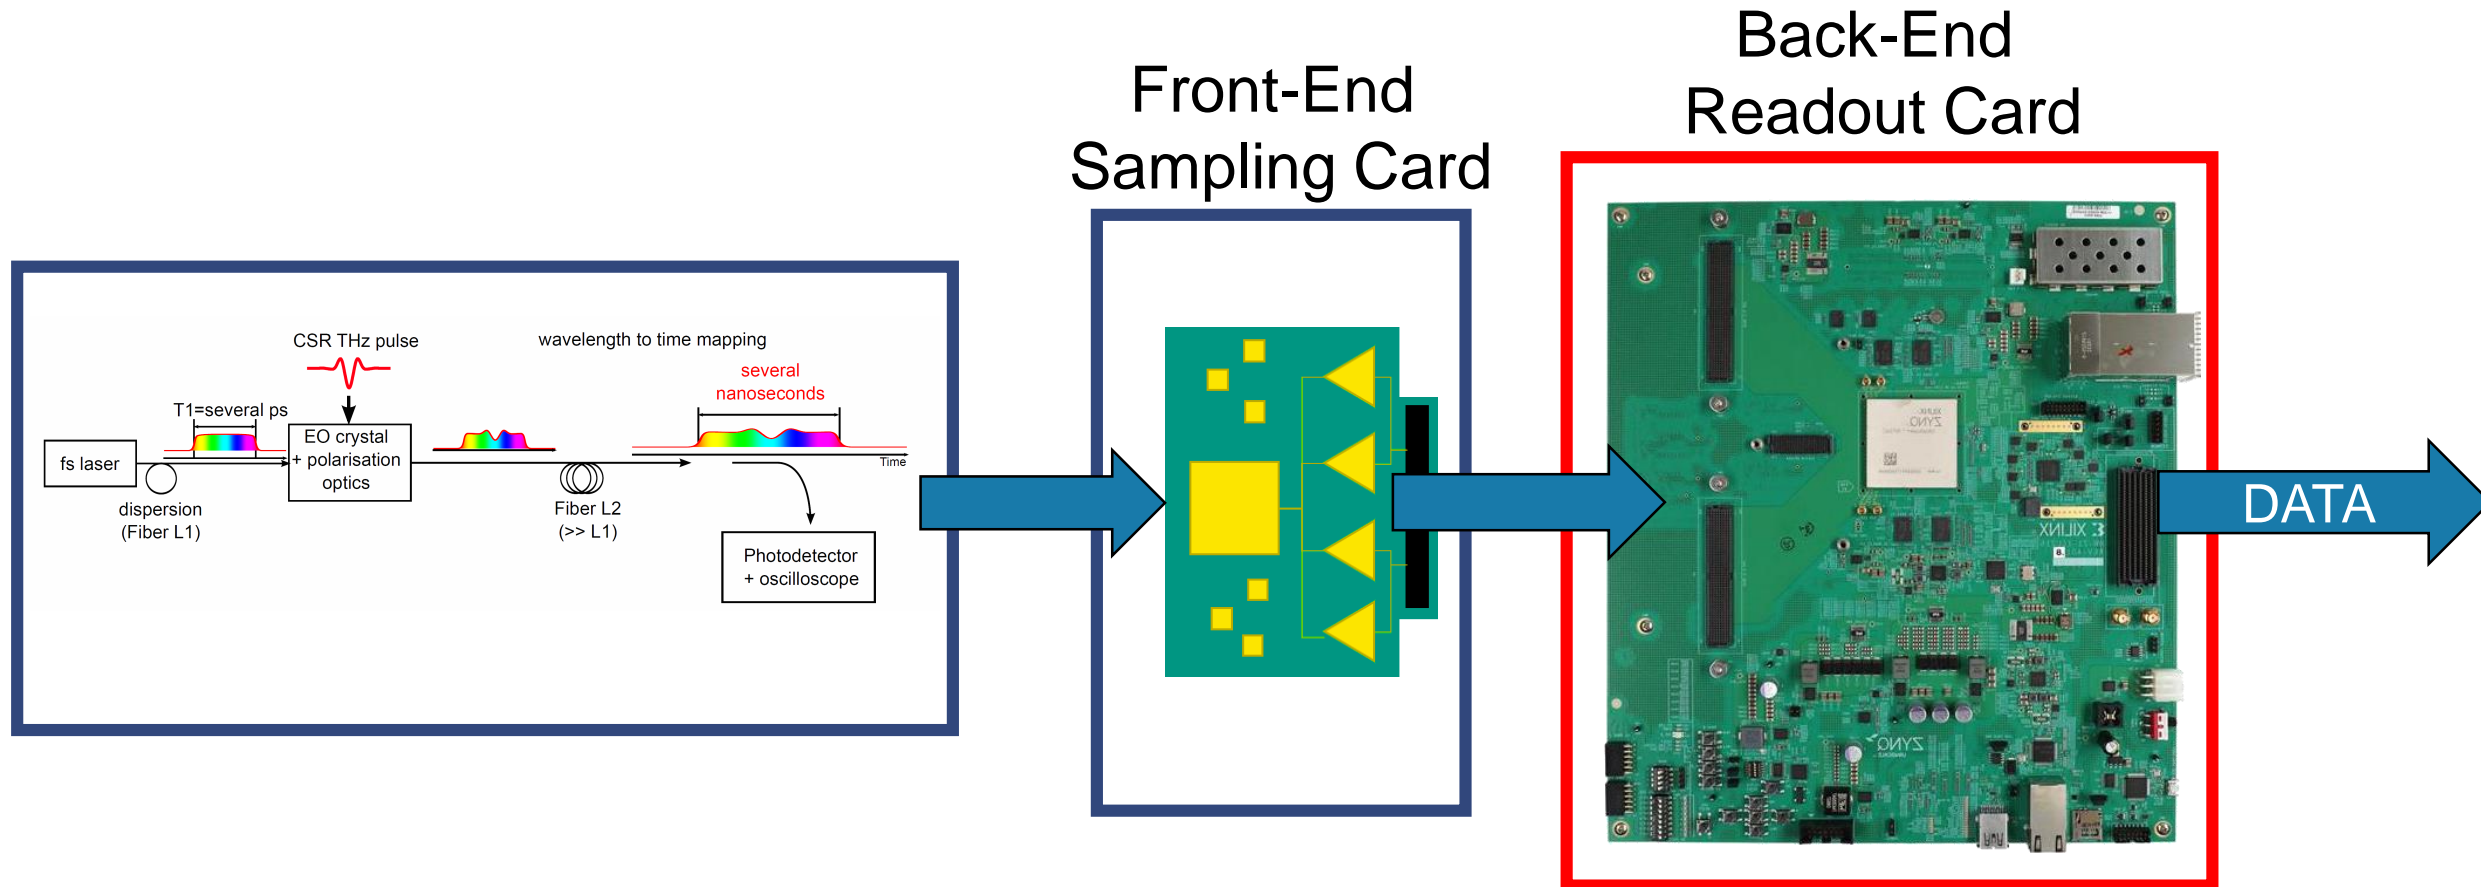 Back-End
Readout Card
Front-End
Sampling Card
CSR THz pulse
wavelength to time mapping
several
nanoseconds
T1=several ps
fs laser
EO crystal
+ polarisation
optics
Time
dispersion
(Fiber L1)
Fiber L2
(>> L1)
Photodetector
+ oscilloscope
XILINX
ZYNQ
XILINX
ZYNQ
DATA